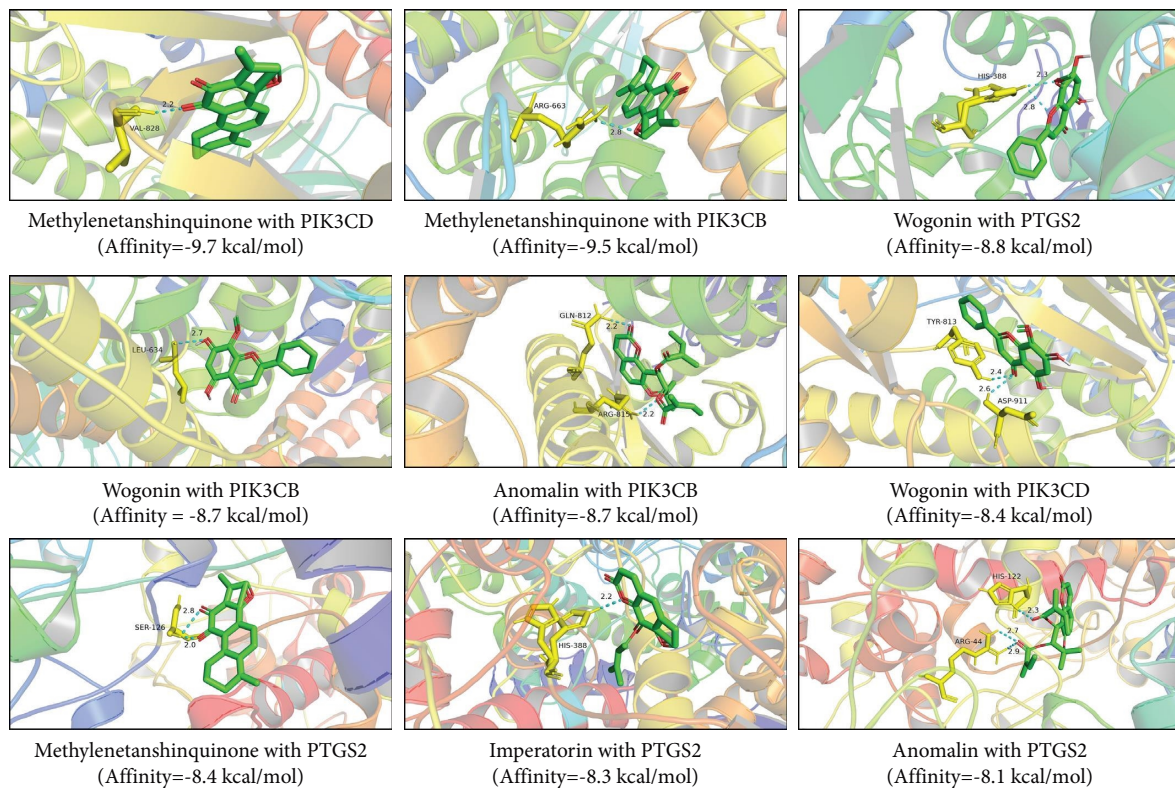 2.2
VAL-828
Methylenetanshinquinone with PIK3CD
(Affinity=-9.7 kcal/mol)
ARG-663
2.8
Methylenetanshinquinone with PIK3CB
(Affinity=-9.5 kcal/mol)
HIS-388
2.3
2.8
Wogonin with PTGS2
(Affinity=-8.8 kcal/mol)
2.7
LEU-634
Wogonin with PIK3CB
(Affinity = -8.7 kcal/mol)
GLN-812
2.2
ARG-815
2.2
Anomalin with PIK3CB
(Affinity=-8.7 kcal/mol)
TYR-813
2.4
2.6
ASP-911
Wogonin with PIK3CD
(Affinity=-8.4 kcal/mol)
2.8
SER-126
2.0
Methylenetanshinquinone with PTGS2
(Affinity=-8.4 kcal/mol)
2.2
HIS-388
Imperatorin with PTGS2
(Affinity=-8.3 kcal/mol)
HIS-122
2.3
2.7
ARG-44
2.9
Anomalin with PTGS2
(Affinity=-8.1 kcal/mol)